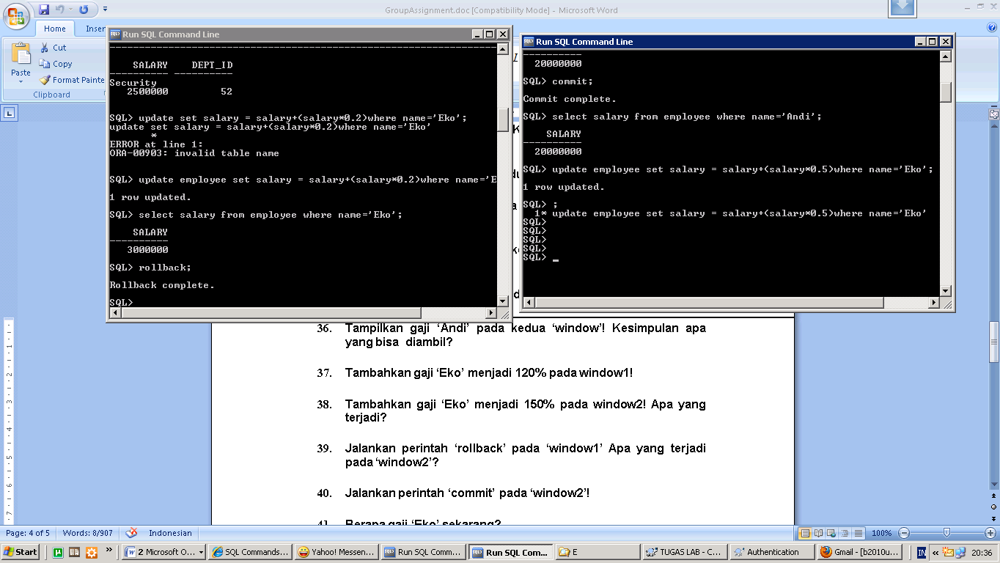 GroupAssignment.doc [Compatibility Mode] - Microsoft Word
Home
Inser
Paste
Cut
Copy
Format Painte
Clipboard
Run SQL Command Line
SALARY DEPT_ID
---------- ----------
Security
2500000 52
SQL> update set salary = salary+(salary*0.2)where name='Eko';
update set salary = salary+(salary*0.2)where name='Eko'
*
ERROR at line 1:
ORA-00903: invalid table name
SQL> update employee set salary = salary+(salary*0.2)where name='E
1 row updated.
SQL> select salary from employee where name='Eko';
SALARY
----------
3000000
SQL> rollback;
Rollback complete.
SQL>
Run SQL Command Line
----------
20000000
SQL> commit;
Commit complete.
SQL> select salary from employee where name='Andi';
SALARY
----------
20000000
SQL> update employee set salary = salary+(salary*0.5)where name='Eko';
1 row updated.
SQL> ;
1* update employee set salary = salary+(salary*0.5)where name='Eko'
SQL>
SQL>
SQL>
SQL>
SQL> _
36. Tampilkan gaji ‘Andi’ pada kedua ‘window’! Kesimpulan apa
yang bisa diambil?
37. Tambahkan gaji ‘Eko’ menjadi 120% pada window1!
38. Tambahkan gaji ‘Eko’ menjadi 150% pada window2! Apa yang
terjadi?
39. Jalankan perintah ‘rollback’ pada ‘window1’ Apa yang terjadi
pada ‘window2’?
40. Jalankan perintah ‘commit’ pada ‘window2’!
41. Berapa gaji ‘Eko’ sekarang?
Page: 4 of 5
Words: 8/907
Indonesian
100%
Start
2 Microsoft O...
SQL Commands...
Yahoo! Messen...
Run SQL Comm...
Run SQL Com...
E
TUGAS LAB - C...
Authentication
Gmail - [b2010u...
IN
20:36